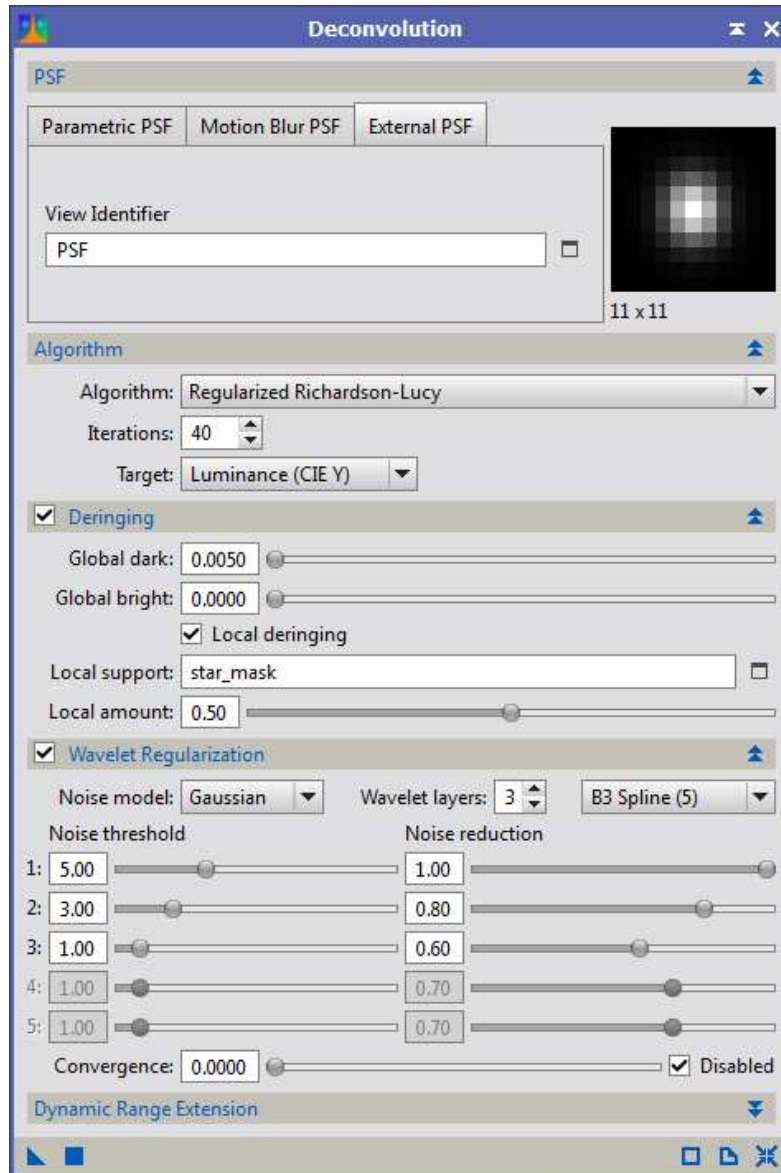 Deconvolution
PSF
Parametric PSF Motion Blur PSF External PSF
View Identifier
PSF
11 x 11
Algorithm
Algorithm: Regularized Richardson-Lucy
Iterations: 40
Target: Luminance (CIE Y)
Deringing
Global dark: 0.0050
Global bright: 0.0000
Local deringing
Local support: star_mask
Local amount: 0.50
Wavelet Regularization
Noise model: Gaussian Wavelet layers: 3 B3 Spline (5)
Noise threshold Noise reduction
1: 5.00 1.00
2: 3.00 0.80
3: 1.00 0.60
4: 1.00 0.70
5: 1.00 0.70
Convergence: 0.0000 Disabled
Dynamic Range Extension